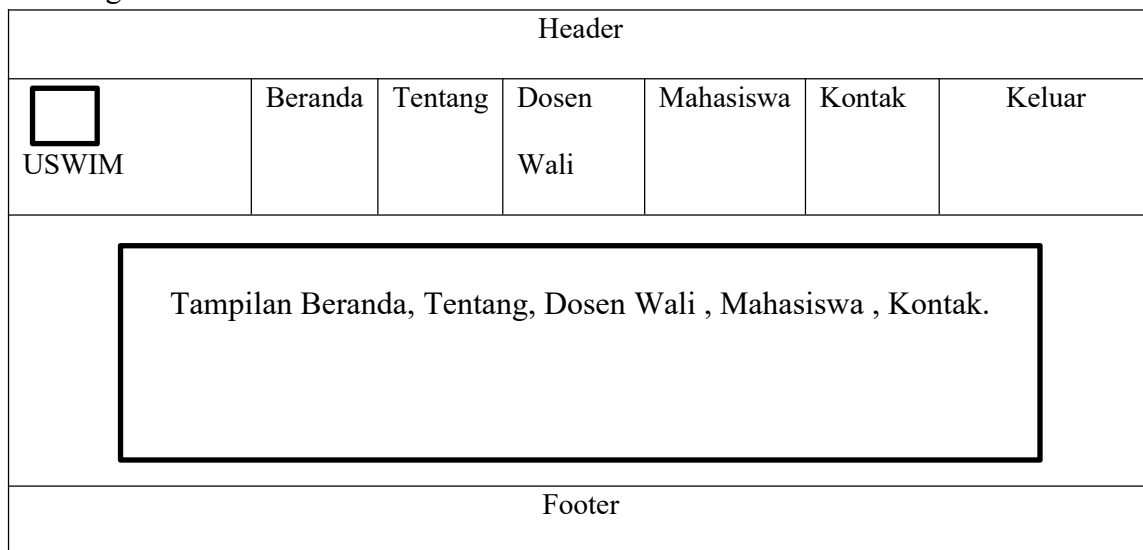 Header
Beranda Tentang Dosen Mahasiswa Kontak Keluar
USWIM Wali
Tampilan Beranda, Tentang, Dosen Wali , Mahasiswa , Kontak.
Footer